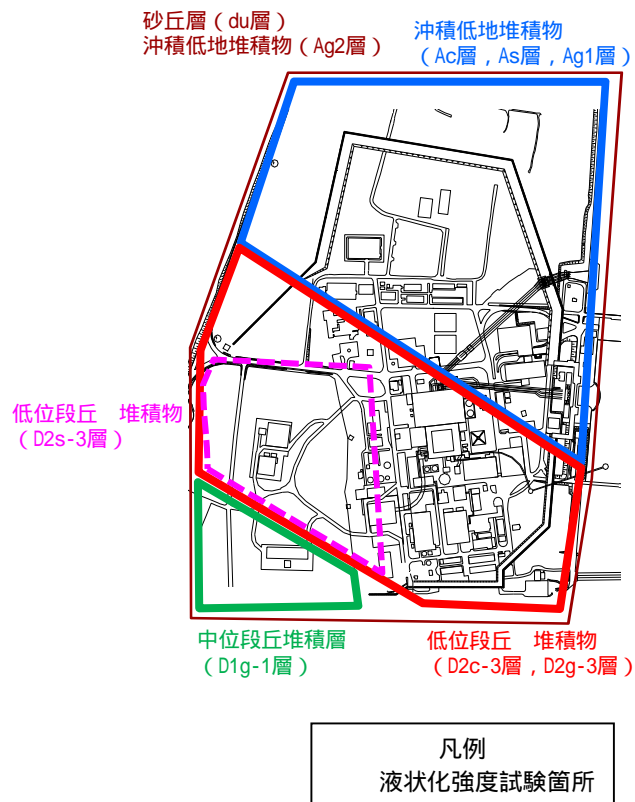 砂丘層（du層）
沖積低地堆積物（Ag2層）
沖積低地堆積物
（Ac層，As層，Ag1層）
低位段丘　堆積物
（D2s-3層）
中位段丘堆積層
（D1g-1層）
低位段丘　堆積物
（D2c-3層，D2g-3層）
凡例
液状化強度試験箇所